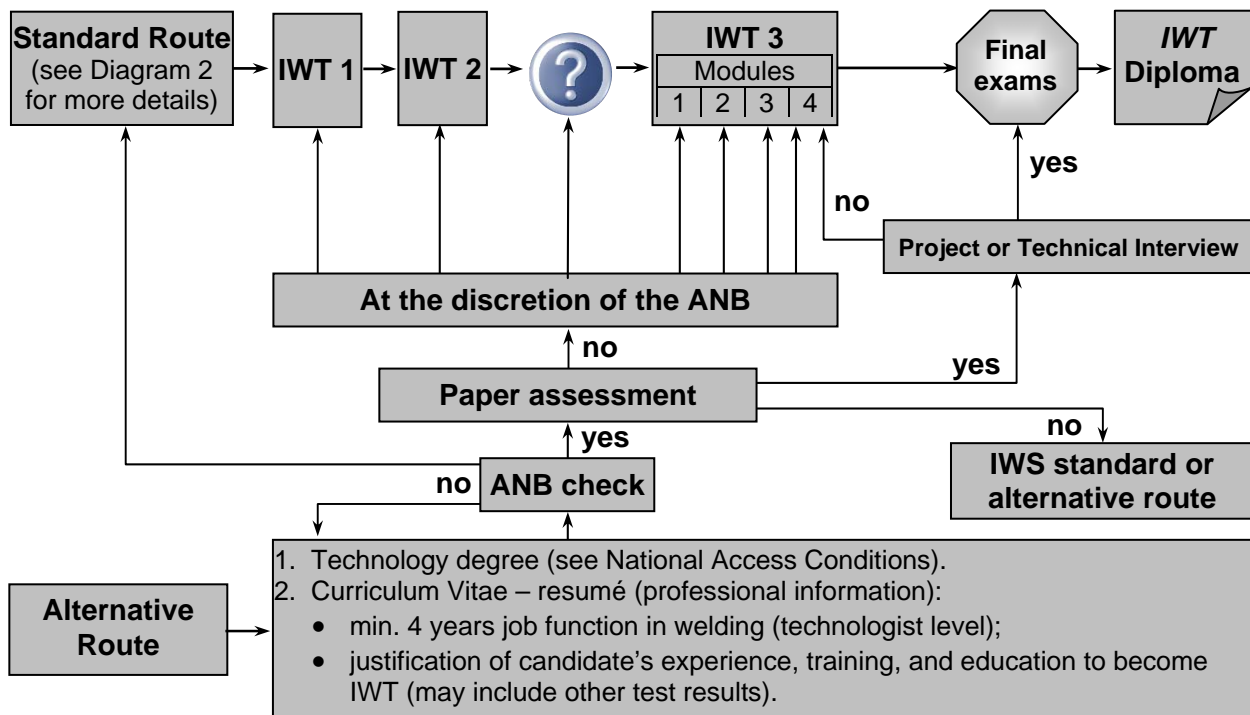 Standard Route
(see Diagram 2
for more details)
IWT 1
IWT 2
?
IWT 3
Modules
1 2 3 4
Final
exams
IWT
Diploma
yes
no
Project or Technical Interview
At the discretion of the ANB
no
yes
Paper assessment
no
yes
IWS standard or
alternative route
no
ANB check
1. Technology degree (see National Access Conditions).
2. Curriculum Vitae – resumé (professional information):
• min. 4 years job function in welding (technologist level);
• justification of candidate’s experience, training, and education to become
IWT (may include other test results).
Alternative
Route